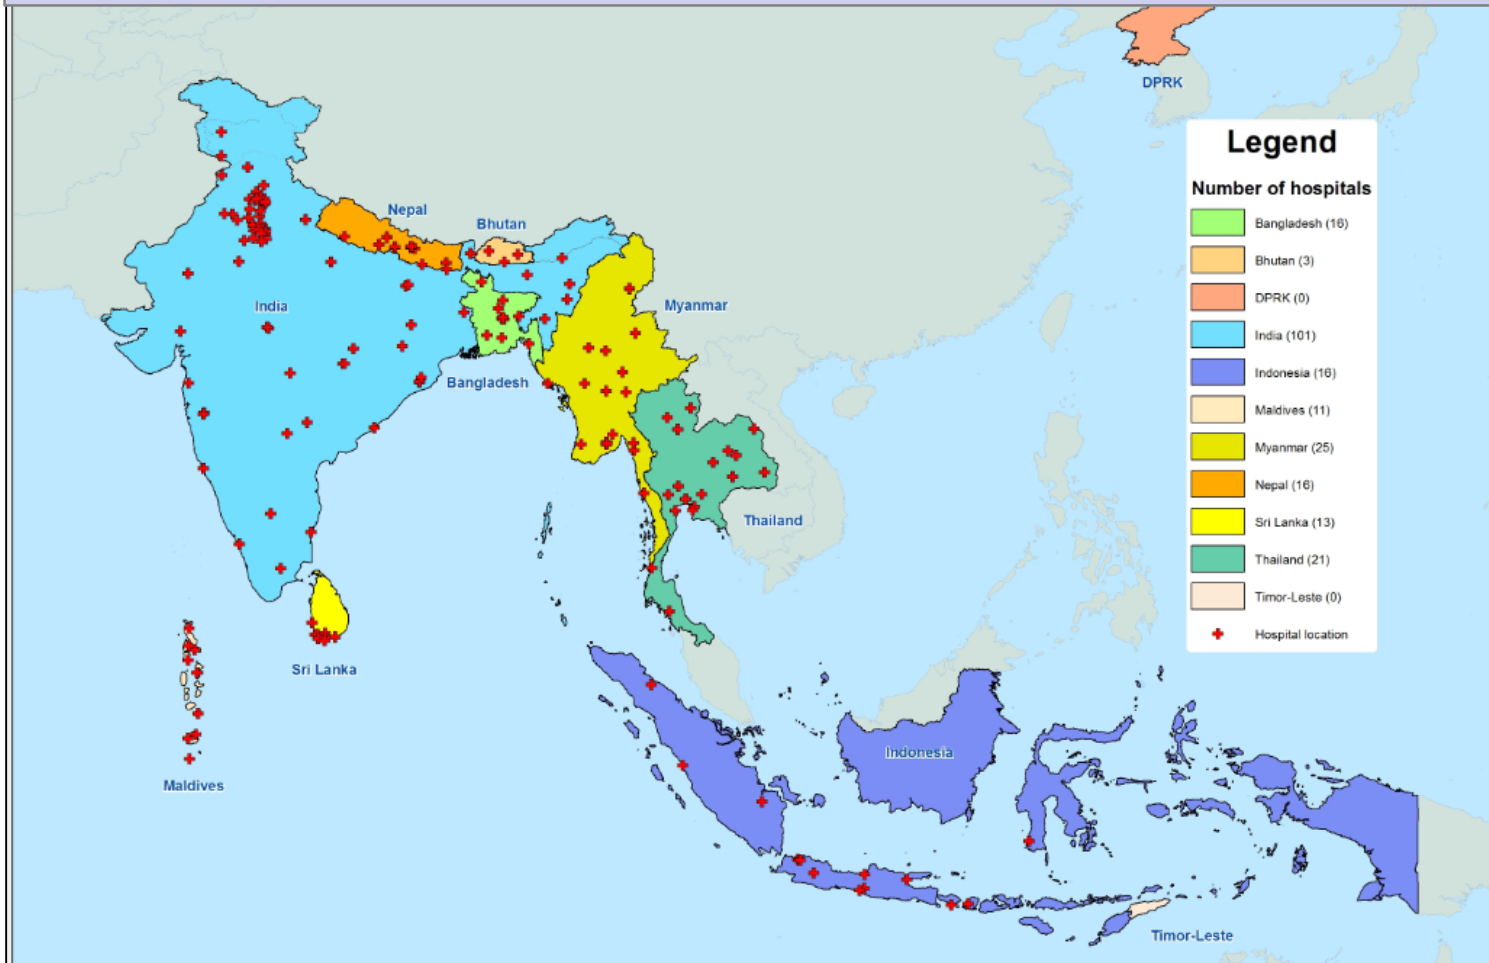 DPRK
Legend
Number of hospitals
Bangladesh (16)
Bhutan (3)
DPRK (0)
India (101)
Indonesia (16)
Maldives (11)
Myanmar (25)
Nepal (16)
Sri Lanka (13)
Thailand (21)
Timor-Leste (0)
Hospital location
Nepal
Bhutan
India
Myanmar
Bangladesh
Thailand
Sri Lanka
Maldives
Indonesia
Timor-Leste